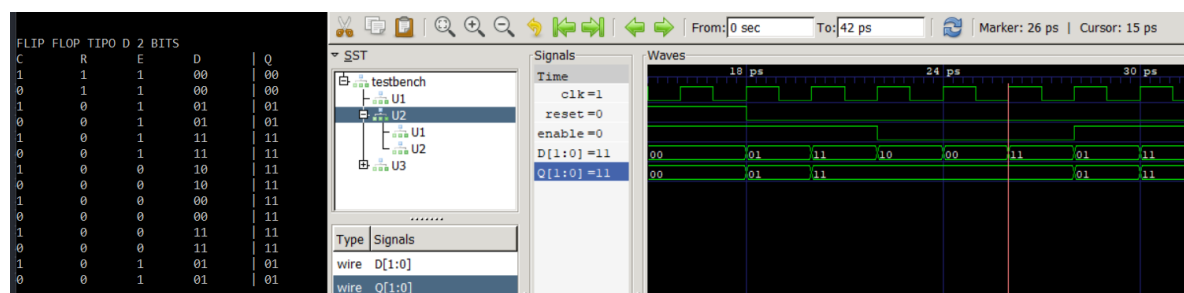 FLIP FLOP TIPO D 2 BITS
C R E D | Q
1 1 1 00 | 00
0 1 1 00 | 00
1 0 1 01 | 01
0 0 1 01 | 01
1 0 1 11 | 11
0 0 1 11 | 11
1 0 0 10 | 11
0 0 0 10 | 11
1 0 0 00 | 11
0 0 0 00 | 11
1 0 0 11 | 11
0 0 0 11 | 11
1 0 1 01 | 01
0 0 1 01 | 01
From: 0 sec To: 42 ps Marker: 26 ps | Cursor: 15 ps
SST
testbench
U1
U2
U1
U2
U3
Type Signals
wire D[1:0]
wire Q[1:0]
Signals
Time
clk=1
reset=0
enable=0
D[1:0]=11
Q[1:0]=11
Waves
18 ps 24 ps 30 ps
00 01 11 10 00 11 01 11
00 01 11 01 11